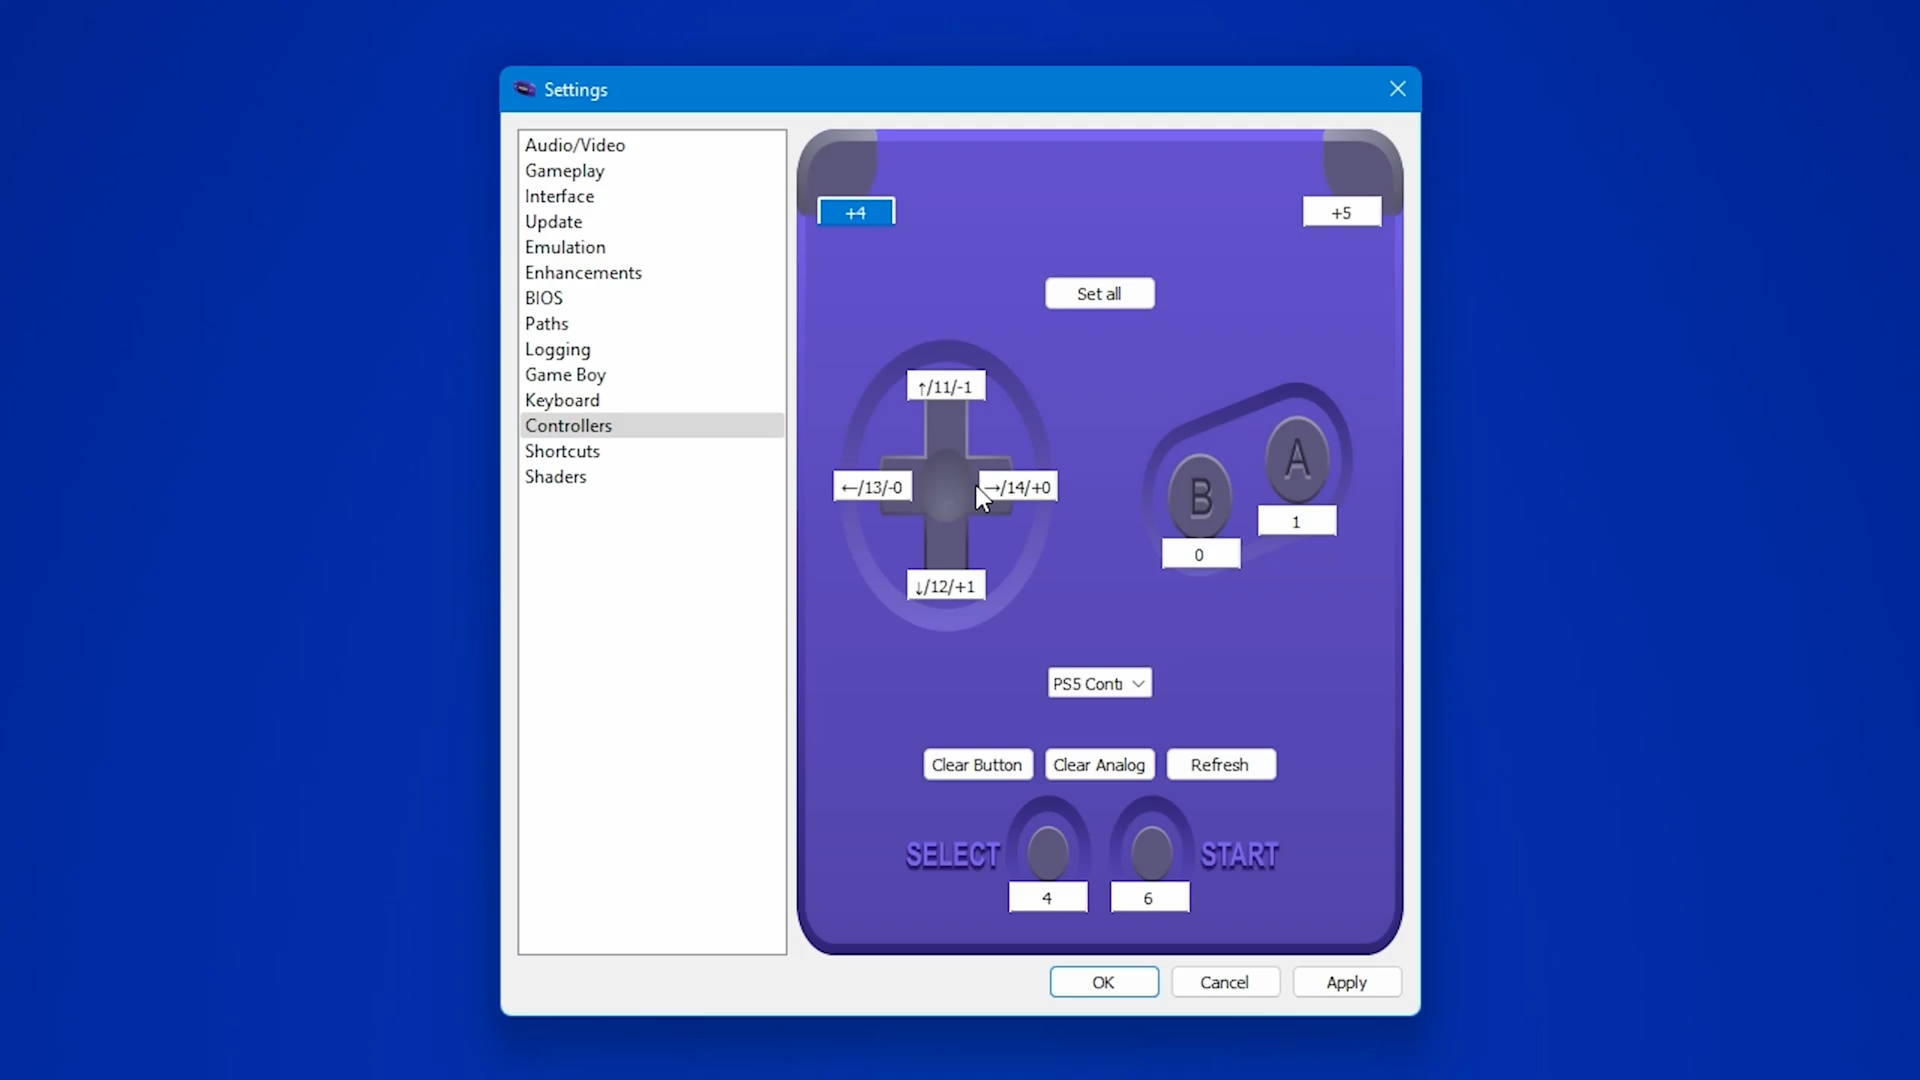 Settings
Audio/Video
Gameplay
Interface
Update
Emulation
Enhancements
BIOS
Paths
Logging
Game Boy
Keyboard
Controllers
Shortcuts
Shaders
+4
+5
Set all
↑/11/-1
←/13/-0
→/14/+0
↓/12/+1
A
1
B
0
PS5 Cont
Clear Button
Clear Analog
Refresh
SELECT
START
4
6
OK
Cancel
Apply